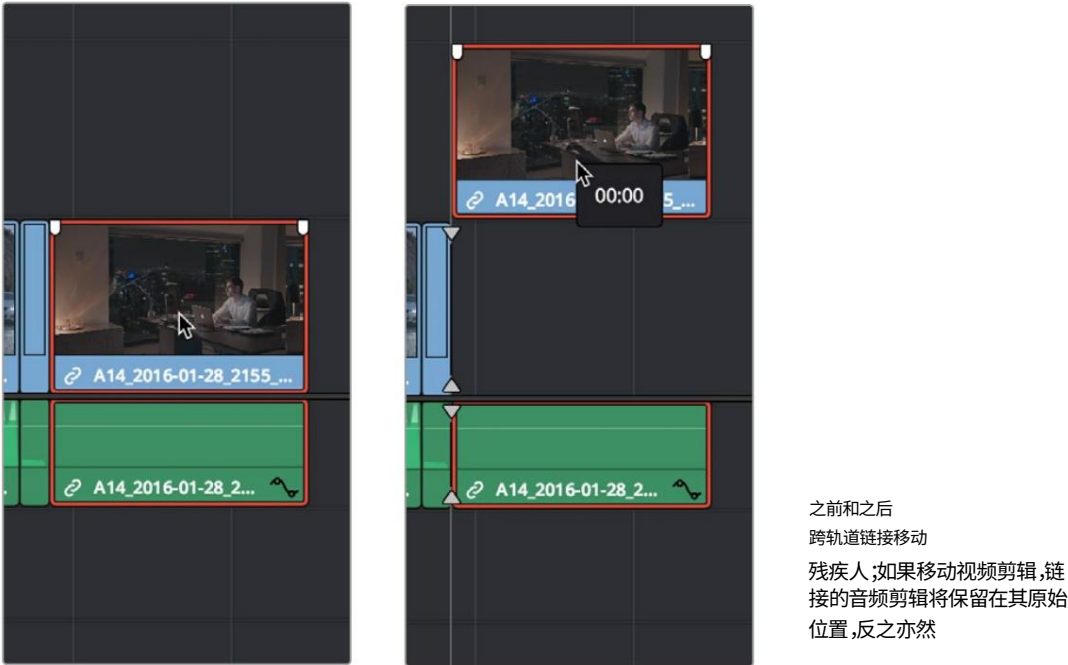 A14_2016-01-28_2155_...
A14_2016-01-28_2...
A14_2016
5_...
00:00
A14_2016-01-28_2...
之前和之后
跨轨道链接移动
残疾人;如果移动视频剪辑,链
接的音频剪辑将保留在其原始
位置,反之亦然